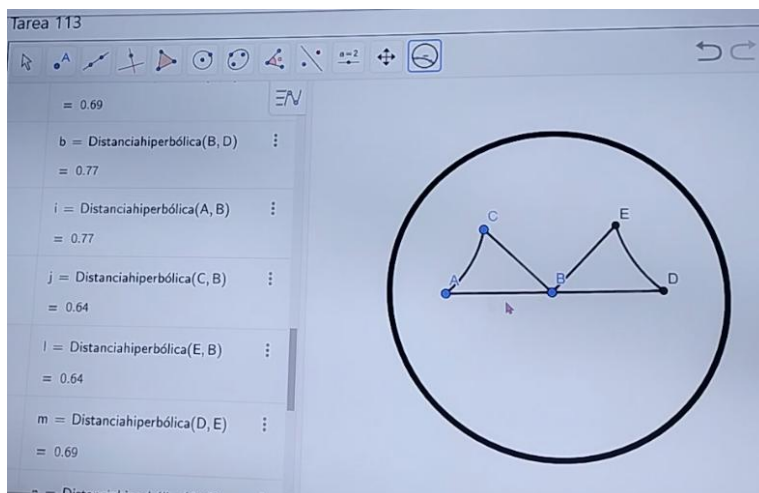 Tarea 113
A
a=2
= 0.69
b = Distanciahiperbólica(B, D)
= 0.77
i = Distanciahiperbólica(A, B)
= 0.77
j = Distanciahiperbólica(C, B)
= 0.64
l = Distanciahiperbólica(E, B)
= 0.64
m = Distanciahiperbólica(D, E)
= 0.69
C
E
A
B
D